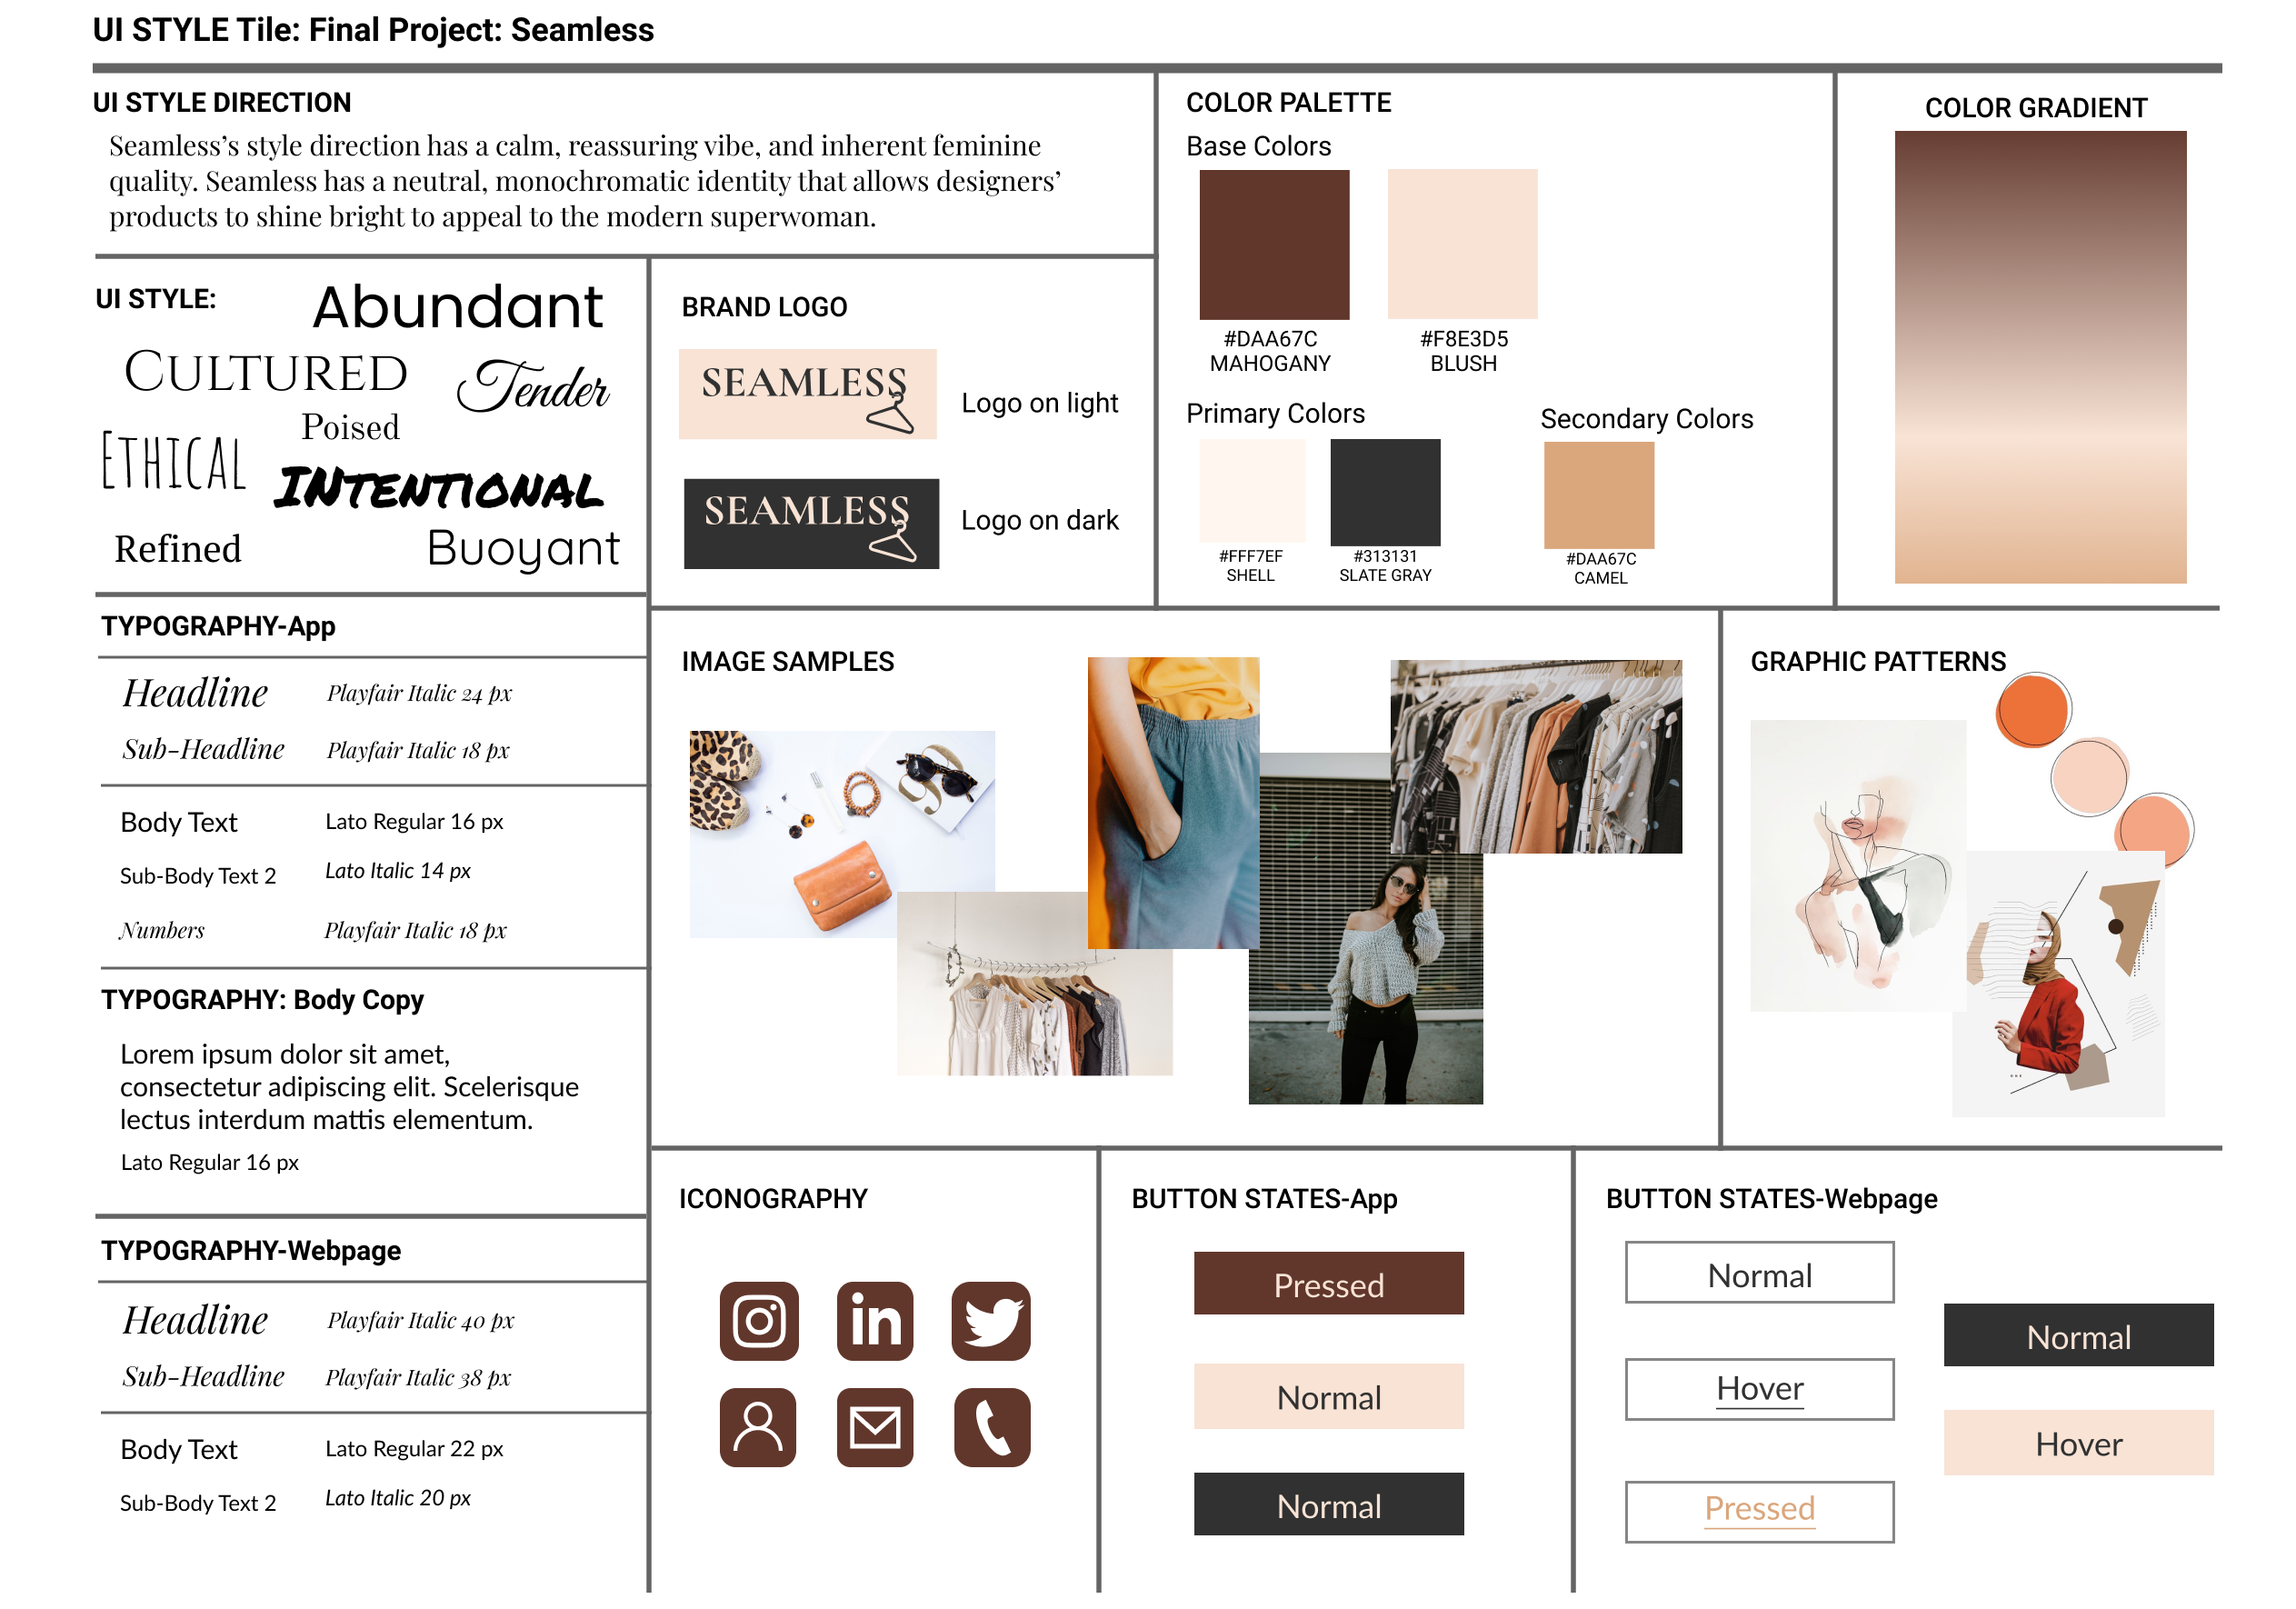 UI STYLE Tile: Final Project: Seamless
UI STYLE DIRECTION
Seamless’s style direction has a calm, reassuring vibe, and inherent feminine
quality. Seamless has a neutral, monochromatic identity that allows designers’
products to shine bright to appeal to the modern superwoman.
UI STYLE:
Abundant
CULTURED
Tender
Poised
ETHICAL
INTENTIONAL
Refined
Buoyant
BRAND LOGO
SEAMLESS
Logo on light
SEAMLESS
Logo on dark
COLOR PALETTE
Base Colors
#DAA67C
MAHOGANY
#F8E3D5
BLUSH
Primary Colors
#FFF7EF
SHELL
#313131
SLATE GRAY
Secondary Colors
#DAA67C
CAMEL
COLOR GRADIENT
TYPOGRAPHY-App
Headline Playfair Italic 24 px
Sub-Headline Playfair Italic 18 px
Body Text Lato Regular 16 px
Sub-Body Text 2 Lato Italic 14 px
Numbers Playfair Italic 18 px
TYPOGRAPHY: Body Copy
Lorem ipsum dolor sit amet,
consectetur adipiscing elit. Scelerisque
lectus interdum mattis elementum.
Lato Regular 16 px
TYPOGRAPHY-Webpage
Headline Playfair Italic 40 px
Sub-Headline Playfair Italic 38 px
Body Text Lato Regular 22 px
Sub-Body Text 2 Lato Italic 20 px
IMAGE SAMPLES
GRAPHIC PATTERNS
ICONOGRAPHY
in
BUTTON STATES-App
Pressed
Normal
Normal
BUTTON STATES-Webpage
Normal
Hover
Pressed
Normal
Hover